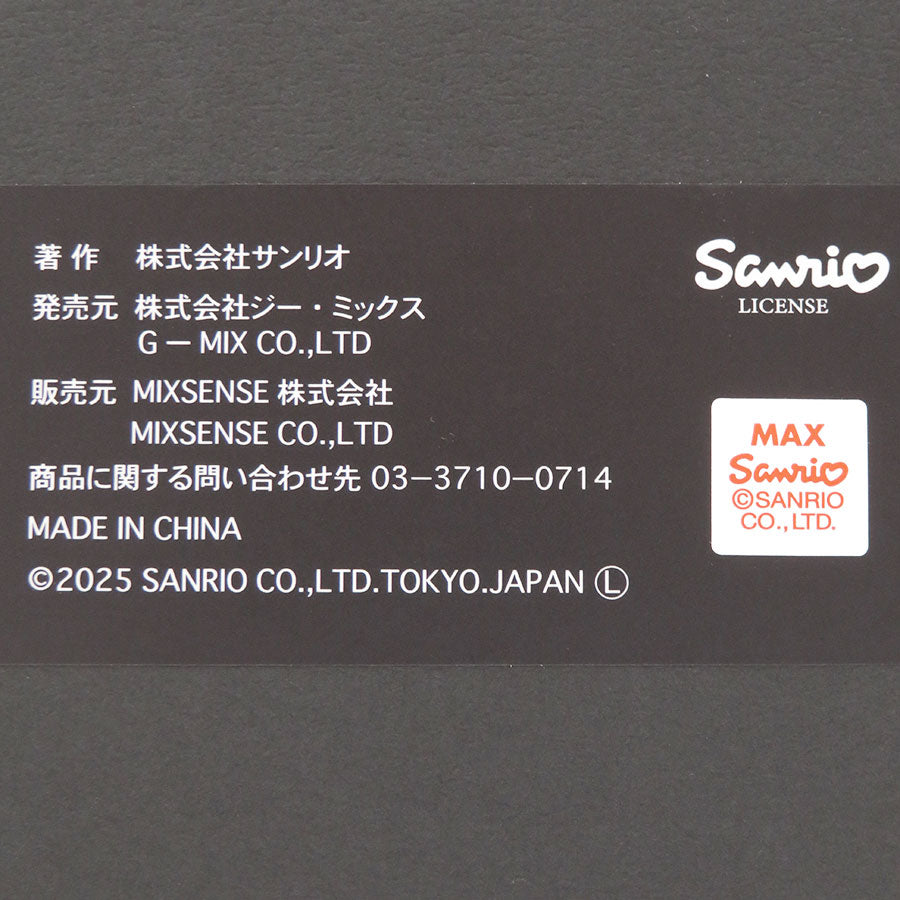 著作 株式会社サンリオ
発売元 株式会社ジー・ミックス
G－MIX CO.,LTD
販売元 MIXSENSE 株式会社
MIXSENSE CO.,LTD
商品に関する問い合わせ先 03−3710−0714
MADE IN CHINA
©2025 SANRIO CO.,LTD.TOKYO.JAPAN Ⓛ
Sanrio
LICENSE
MAX
Sanrio
©SANRIO
CO.,LTD.